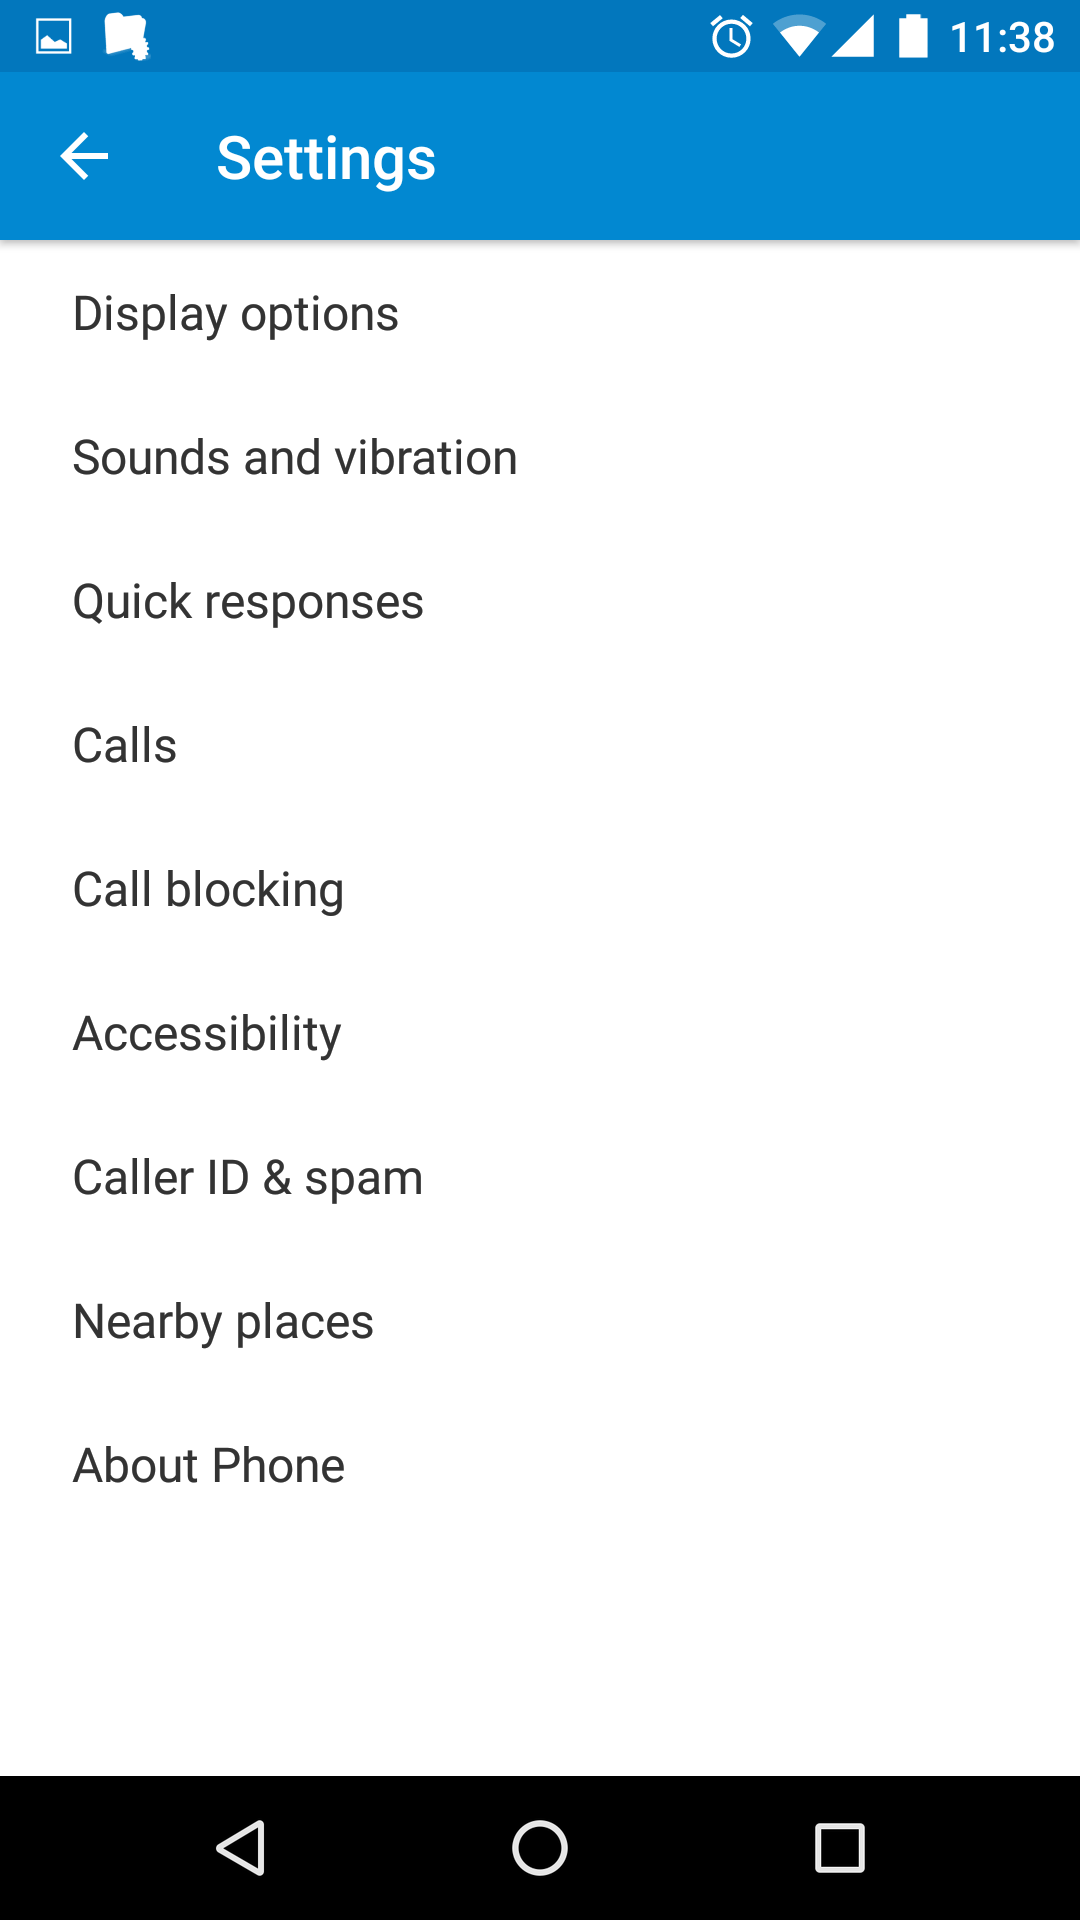 11:38
Settings
Display options
Sounds and vibration
Quick responses
Calls
Call blocking
Accessibility
Caller ID & spam
Nearby places
About Phone